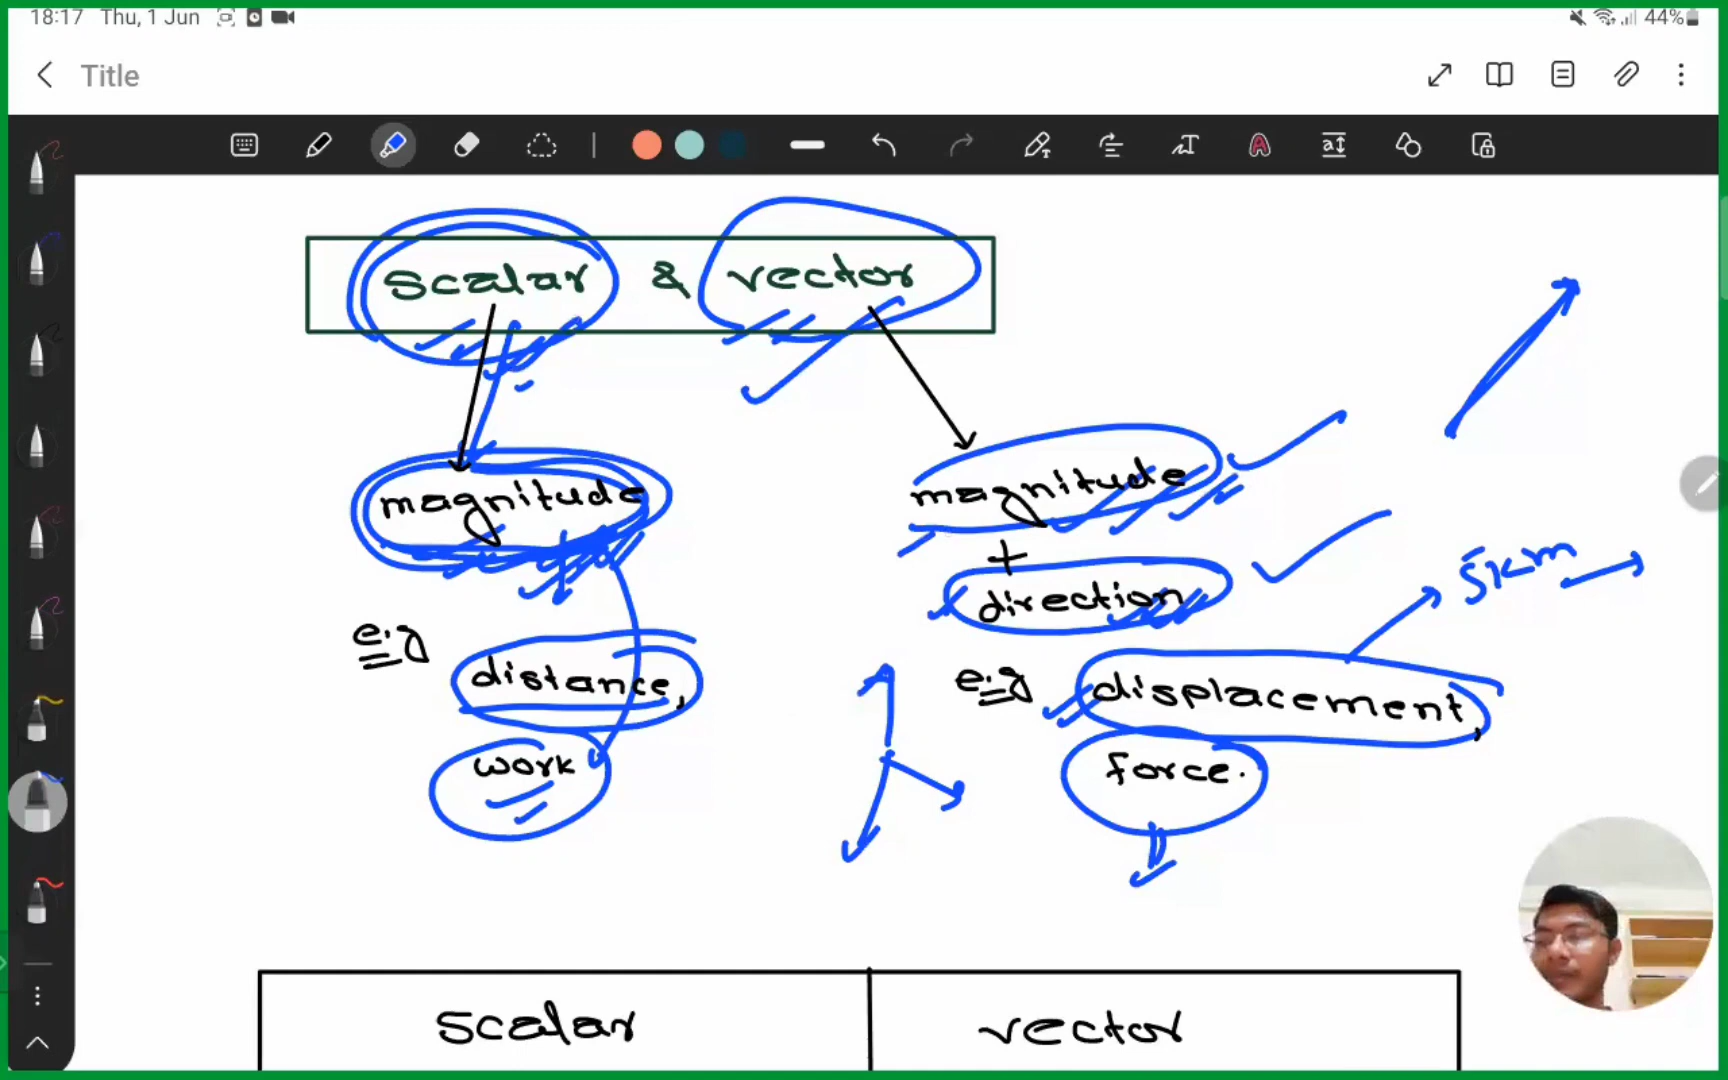 18:17 Thu, 1 Jun
44%
Title
scalar & vector
magnitude
magnitude
+
direction
5km
e.g
distance,
work
e.g
displacement,
force.
scalar
vector